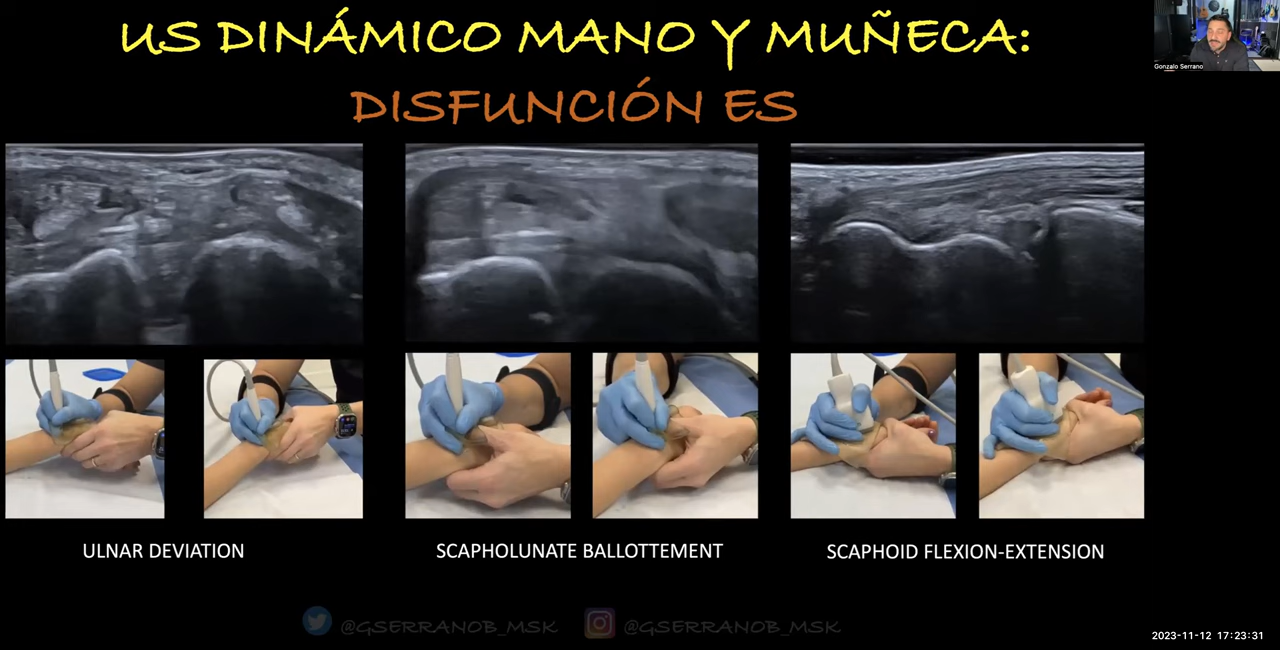 US DINÁMICO MANO Y MUÑECA:
DISFUNCIÓN ES
Gonzalo Serrano
ULNAR DEVIATION
SCAPHOLUNATE BALLOTTEMENT
SCAPHOID FLEXION-EXTENSION
@GSERRANOB_MSK
@GSERRANOB_MSK
2023-11-12 17:23:31